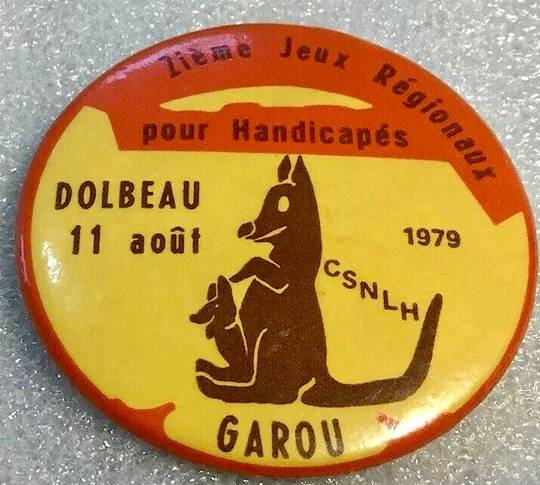 2ième Jeux Régionaux
pour Handicapés
DOLBEAU
11 août
1979
CSNLH
GAROU